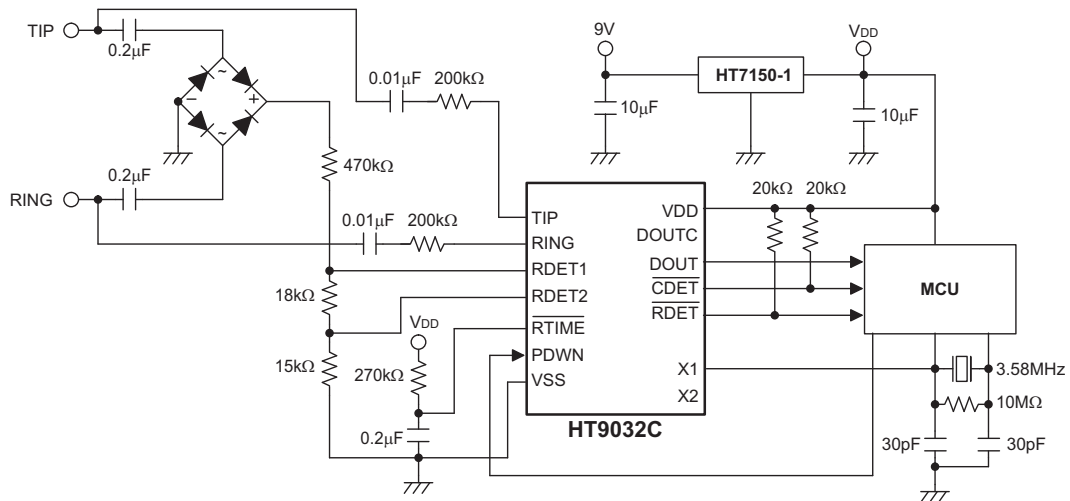 TIP
0.2μF
0.01μF
200kΩ
9V
10μF
HT7150-1
VDD
10μF
~
−
+
~
470kΩ
RING
0.2μF
0.01μF
200kΩ
20kΩ
20kΩ
TIP
RING
RDET1
RDET2
RTIME
PDWN
VSS
VDD
DOUTC
DOUT
CDET
RDET
X1
X2
HT9032C
MCU
18kΩ
15kΩ
VDD
270kΩ
0.2μF
3.58MHz
10MΩ
30pF
30pF